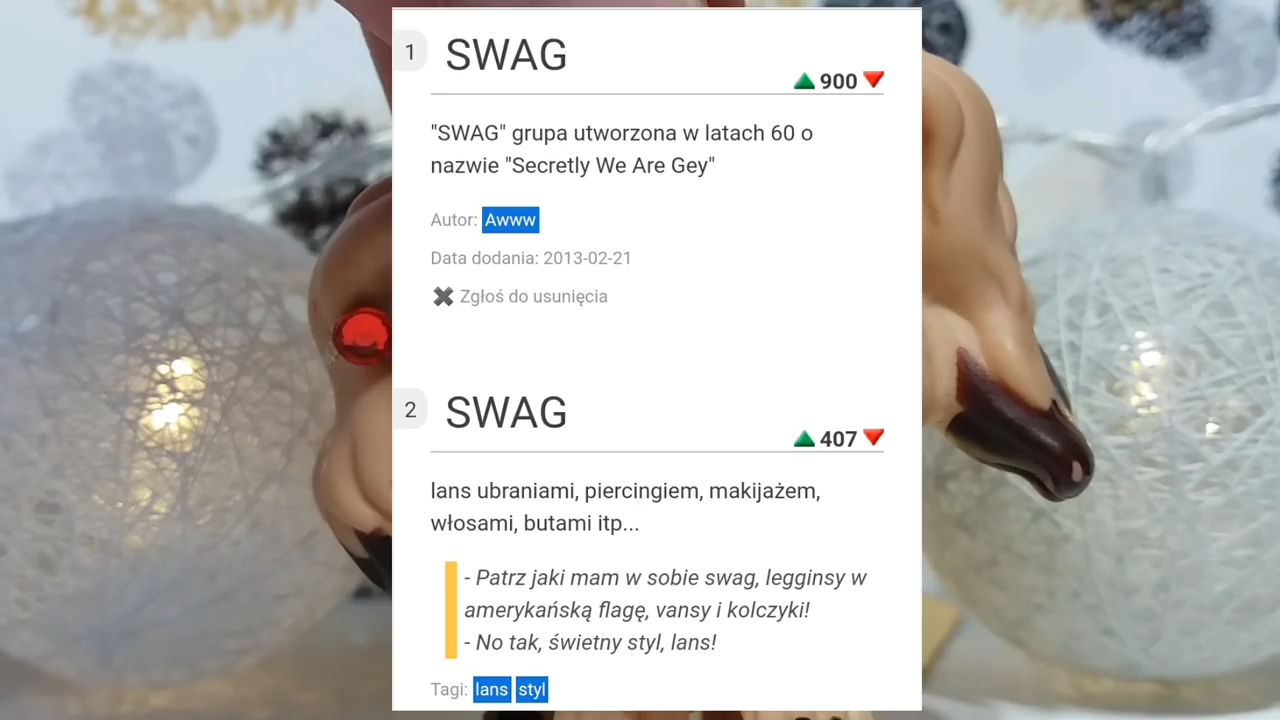 1
SWAG
900
"SWAG" grupa utworzona w latach 60 o
nazwie "Secretly We Are Gey"
Autor: Awww
Data dodania: 2013-02-21
Zgłoś do usunięcia
2
SWAG
407
lans ubraniami, piercingiem, makijażem,
włosami, butami itp...
- Patrz jaki mam w sobie swag, legginsy w
amerykańską flagę, vansy i kolczyki!
- No tak, świetny styl, lans!
Tagi: lans styl